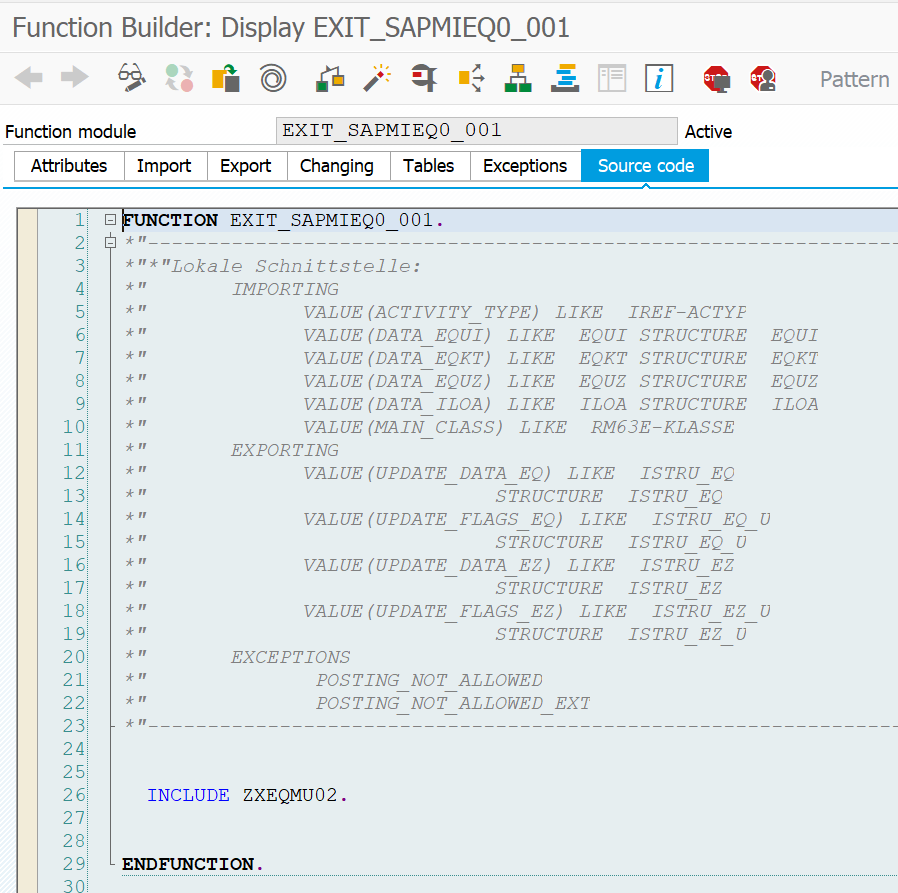 Function Builder: Display EXIT_SAPMIEQ0_001
Pattern
Function module EXIT_SAPMIEQ0_001 Active
Attributes Import Export Changing Tables Exceptions Source code
1 FUNCTION EXIT_SAPMIEQ0_001.
2 *"----------------------------------------------------------------
3 *"*"Lokale Schnittstelle:
4 *" IMPORTING
5 *" VALUE(ACTIVITY_TYPE) LIKE IREF-ACTYP
6 *" VALUE(DATA_EQUI) LIKE EQUI STRUCTURE EQUI
7 *" VALUE(DATA_EQKT) LIKE EQKT STRUCTURE EQKT
8 *" VALUE(DATA_EQUZ) LIKE EQUZ STRUCTURE EQUZ
9 *" VALUE(DATA_ILOA) LIKE ILOA STRUCTURE ILOA
10 *" VALUE(MAIN_CLASS) LIKE RM63E-KLASSE
11 *" EXPORTING
12 *" VALUE(UPDATE_DATA_EQ) LIKE ISTRU_EQ
13 *" STRUCTURE ISTRU_EQ
14 *" VALUE(UPDATE_FLAGS_EQ) LIKE ISTRU_EQ_U
15 *" STRUCTURE ISTRU_EQ_U
16 *" VALUE(UPDATE_DATA_EZ) LIKE ISTRU_EZ
17 *" STRUCTURE ISTRU_EZ
18 *" VALUE(UPDATE_FLAGS_EZ) LIKE ISTRU_EZ_U
19 *" STRUCTURE ISTRU_EZ_U
20 *" EXCEPTIONS
21 *" POSTING_NOT_ALLOWED
22 *" POSTING_NOT_ALLOWED_EXT
23 *"----------------------------------------------------------------
24
25
26 INCLUDE ZXEQMU02.
27
28
29 ENDFUNCTION.
30